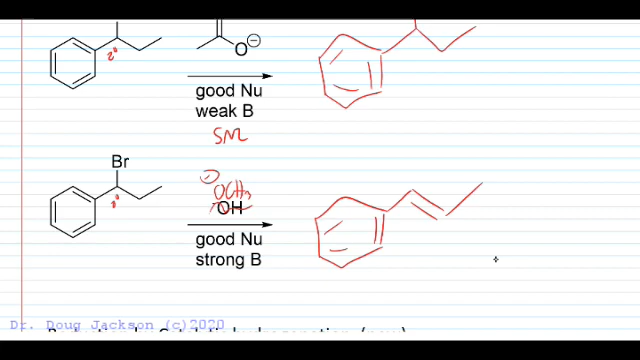 O⊖
2°
good Nu
weak B
SN2
Br
⊖
OCH3
OH
2°
good Nu
strong B
Dr. Doug Jackson (c)2020